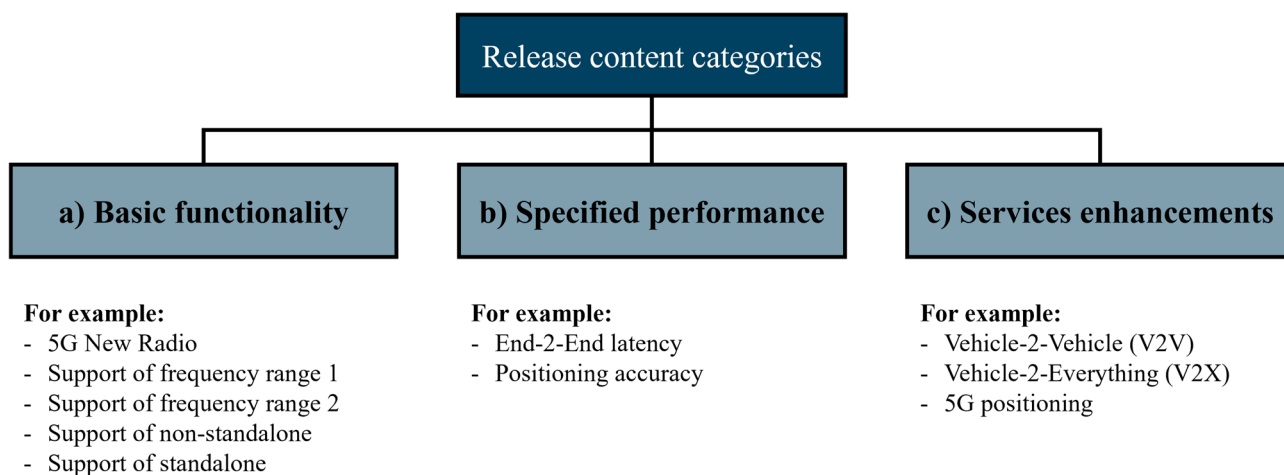 Release content categories
a) Basic functionality
b) Specified performance
c) Services enhancements
For example:
- 5G New Radio
- Support of frequency range 1
- Support of frequency range 2
- Support of non-standalone
- Support of standalone
For example:
- End-2-End latency
- Positioning accuracy
For example:
- Vehicle-2-Vehicle (V2V)
- Vehicle-2-Everything (V2X)
- 5G positioning